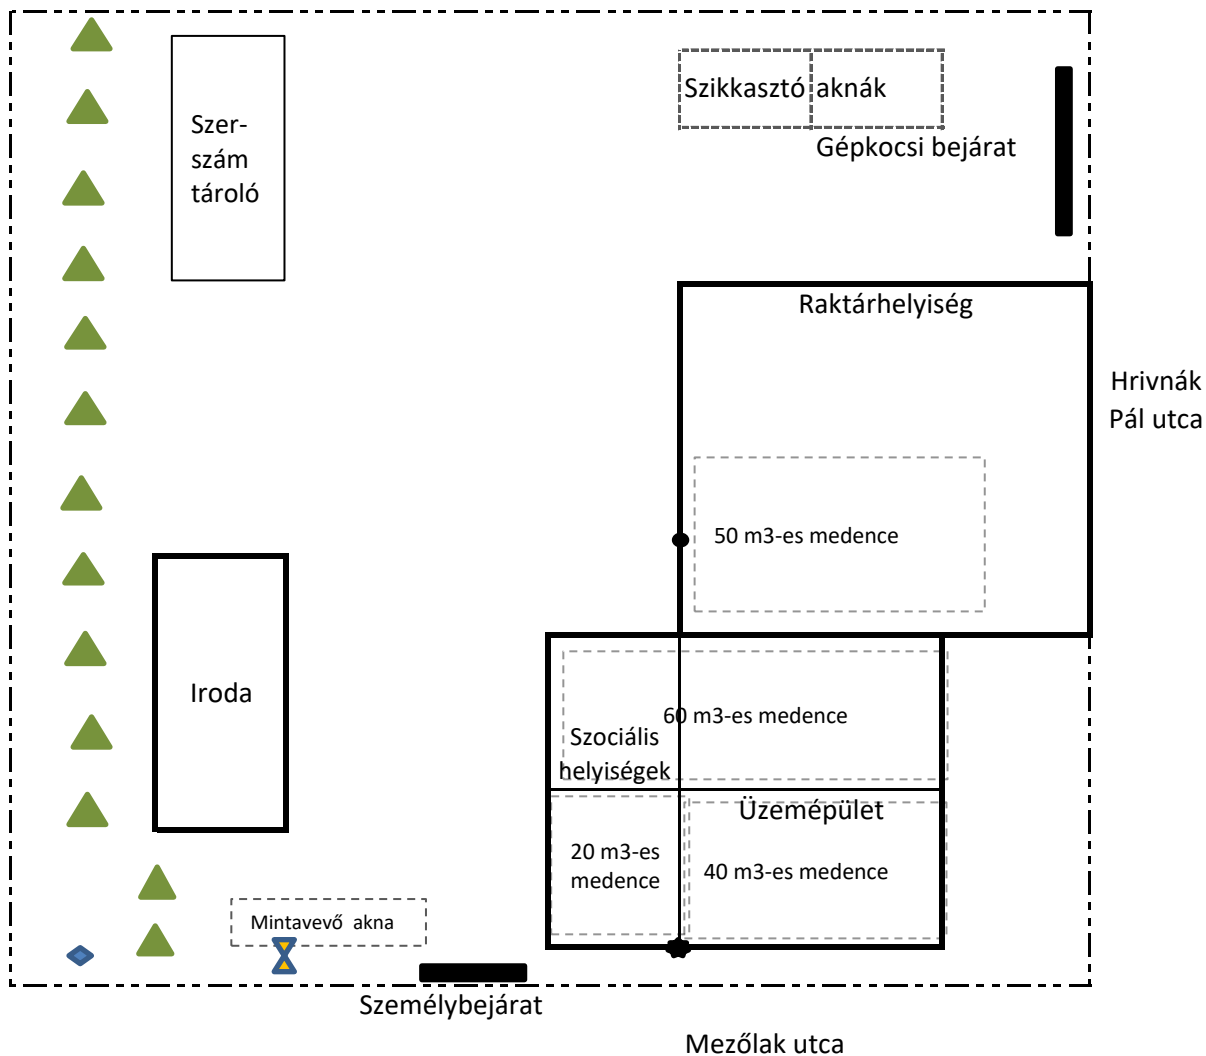 Szikkasztó aknák
Gépkocsi bejárat
Szer-
szám
tároló
Raktárhelyiség
Hrivnák
Pál utca
50 m3-es medence
Iroda
60 m3-es medence
Szociális
helyiségek
Üzemépület
20 m3-es
medence
40 m3-es medence
Mintavevő akna
Személybejárat
Mezőlak utca